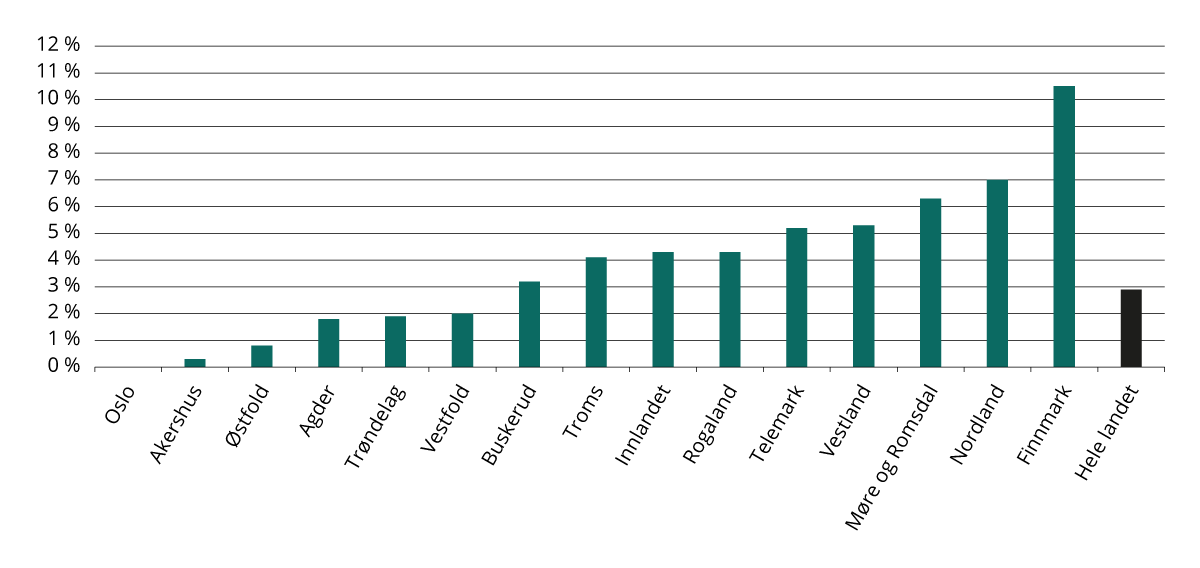 12 %
11 %
10 %
9 %
8 %
7 %
6 %
5 %
4 %
3 %
2 %
1 %
0 %
Oslo
Akershus
Østfold
Agder
Trøndelag
Vestfold
Buskerud
Troms
Innlandet
Rogaland
Telemark
Vestland
Møre og Romsdal
Nordland
Finnmark
Hele landet